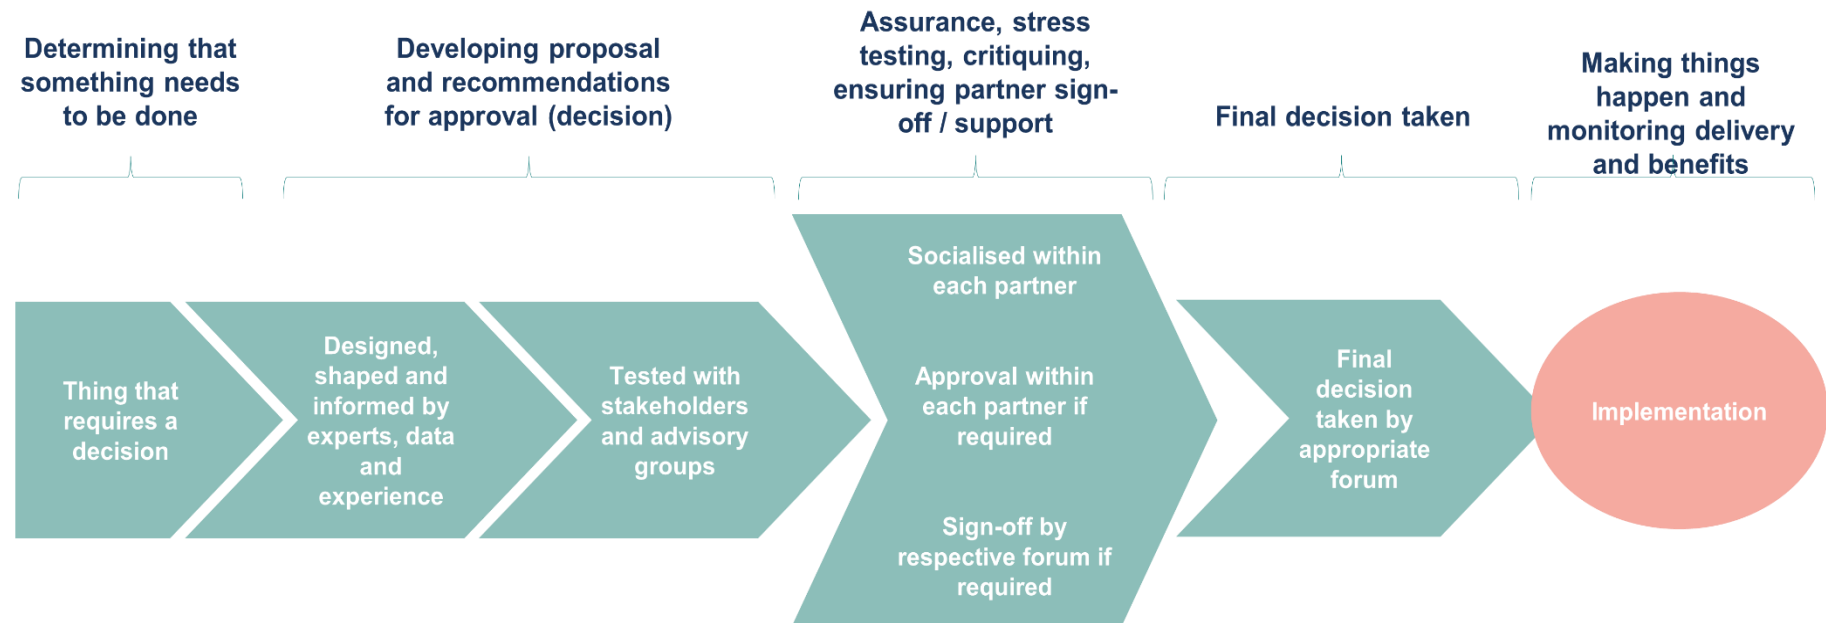 Determining that
something needs
to be done
Developing proposal
and recommendations
for approval (decision)
Assurance, stress
testing, critiquing,
ensuring partner sign-
off / support
Final decision taken
Making things
happen and
monitoring delivery
and benefits
Thing that
requires a
decision
Designed,
shaped and
informed by
experts, data
and
experience
Tested with
stakeholders
and advisory
groups
Socialised within
each partner
Approval within
each partner if
required
Sign-off by
respective forum if
required
Final
decision
taken by
appropriate
forum
Implementation